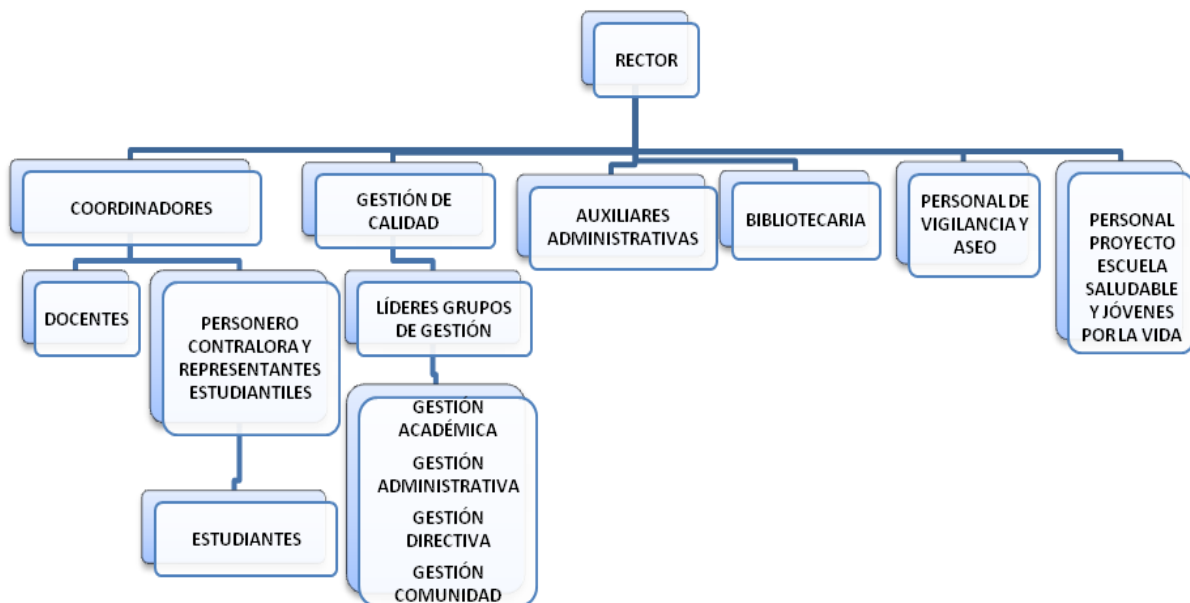 RECTOR
COORDINADORES
GESTIÓN DE
CALIDAD
AUXILIARES
ADMINISTRATIVAS
BIBLIOTECARIA
PERSONAL DE
VIGILANCIA Y
ASEO
PERSONAL
PROYECTO
ESCUELA
SALUDABLE
Y JÓVENES
POR LA VIDA
DOCENTES
PERSONERO
CONTRALORA Y
REPRESENTANTES
ESTUDIANTILES
LÍDERES GRUPOS
DE GESTIÓN
ESTUDIANTES
GESTIÓN
ACADÉMICA
GESTIÓN
ADMINISTRATIVA
GESTIÓN
DIRECTIVA
GESTIÓN
COMUNIDAD